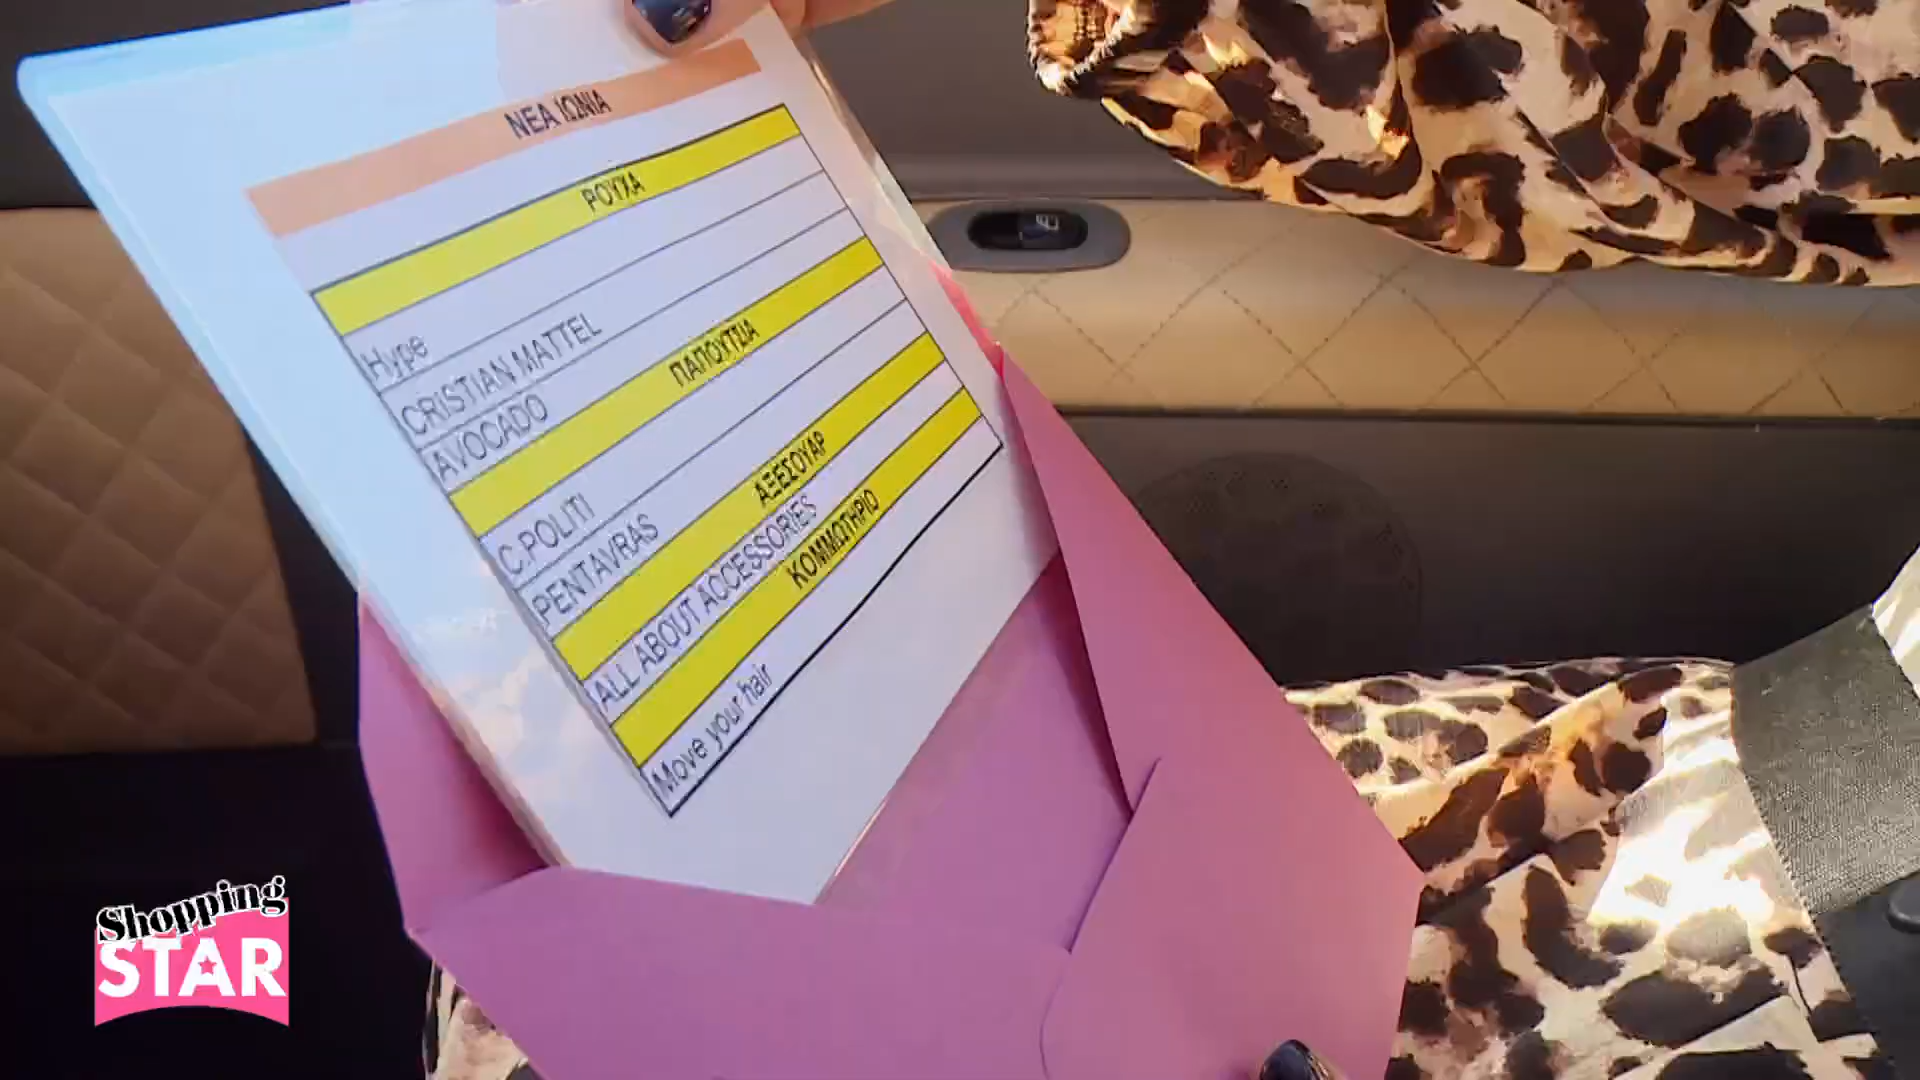 ΝΕΑ ΙΩΝΙΑ
ΡΟΥΧΑ
Hype
CRISTIAN MATTEL
AVOCADO
ΠΑΠΟΥΤΣΙΑ
C.POLITI
PENTAVRAS
ΑΞΕΣΟΥΑΡ
ALL ABOUT ACCESSORIES
ΚΟΜΜΩΤΗΡΙΟ
Move your hair
Shopping
STAR